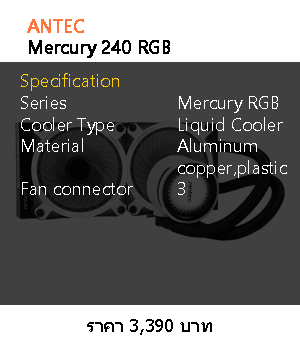 ANTEC
Mercury 240 RGB
Specification
Series Mercury RGB
Cooler Type Liquid Cooler
Material Aluminum
copper,plastic
Fan connector 3
ราคา 3,390 บาท